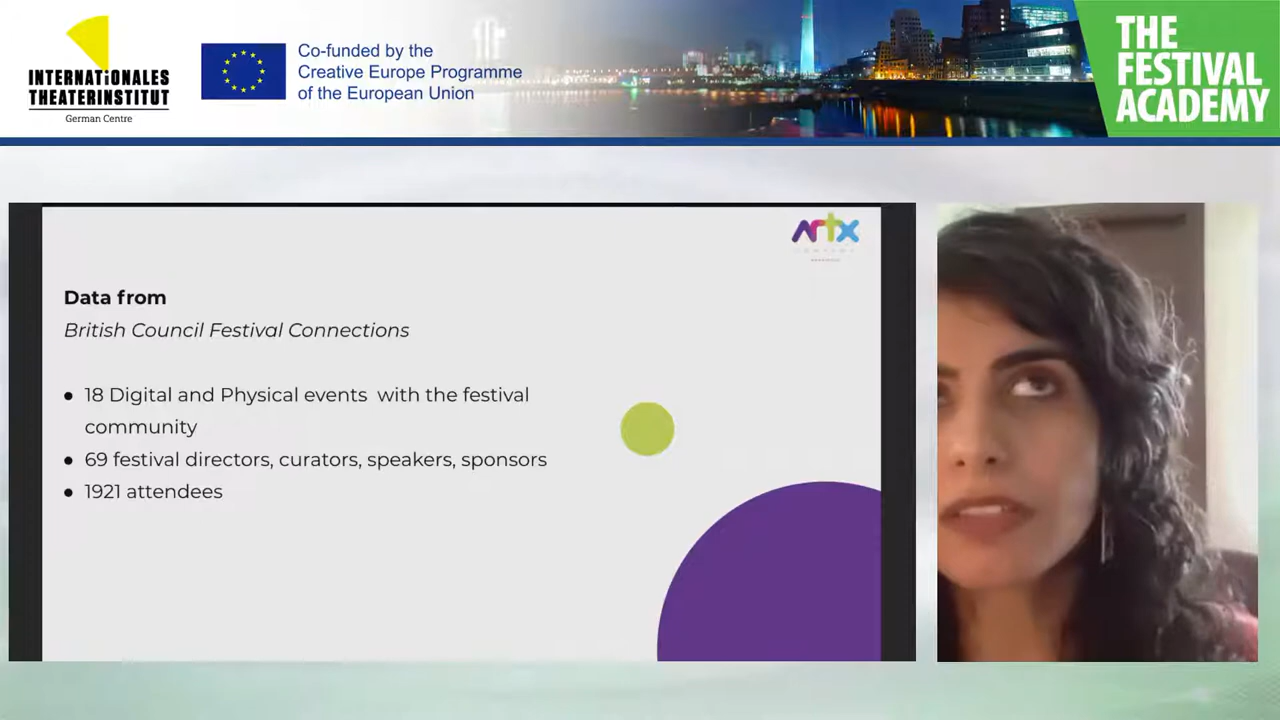 INTERNATiONALES
THEATERINSTITUT
German Centre
Co-funded by the
Creative Europe Programme
of the European Union
THE
FESTIVAL
ACADEMY
artx
Data from
British Council Festival Connections
● 18 Digital and Physical events with the festival
community
● 69 festival directors, curators, speakers, sponsors
● 1921 attendees